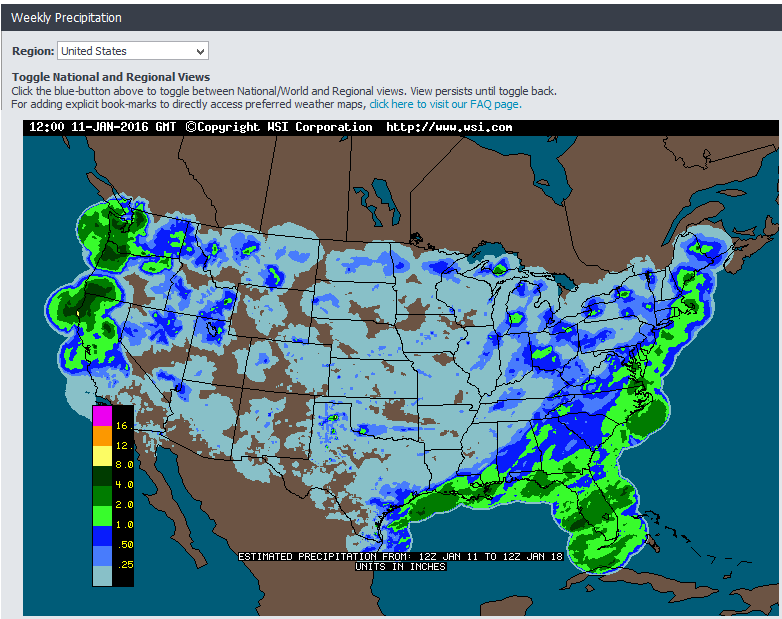 Weekly Precipitation
Region: United States
Toggle National and Regional Views
Click the blue-button above to toggle between National/World and Regional views. View persists until toggle back.
For adding explicit book-marks to directly access preferred weather maps, click here to visit our FAQ page.
12:00 11-JAN-2016 GMT ©Copyright WSI Corporation http://www.wsi.com
16.
12.
8.0
4.0
2.0
1.0
.50
.25
ESTIMATED PRECIPITATION FROM: 12Z JAN 11 TO 12Z JAN 18
UNITS IN INCHES